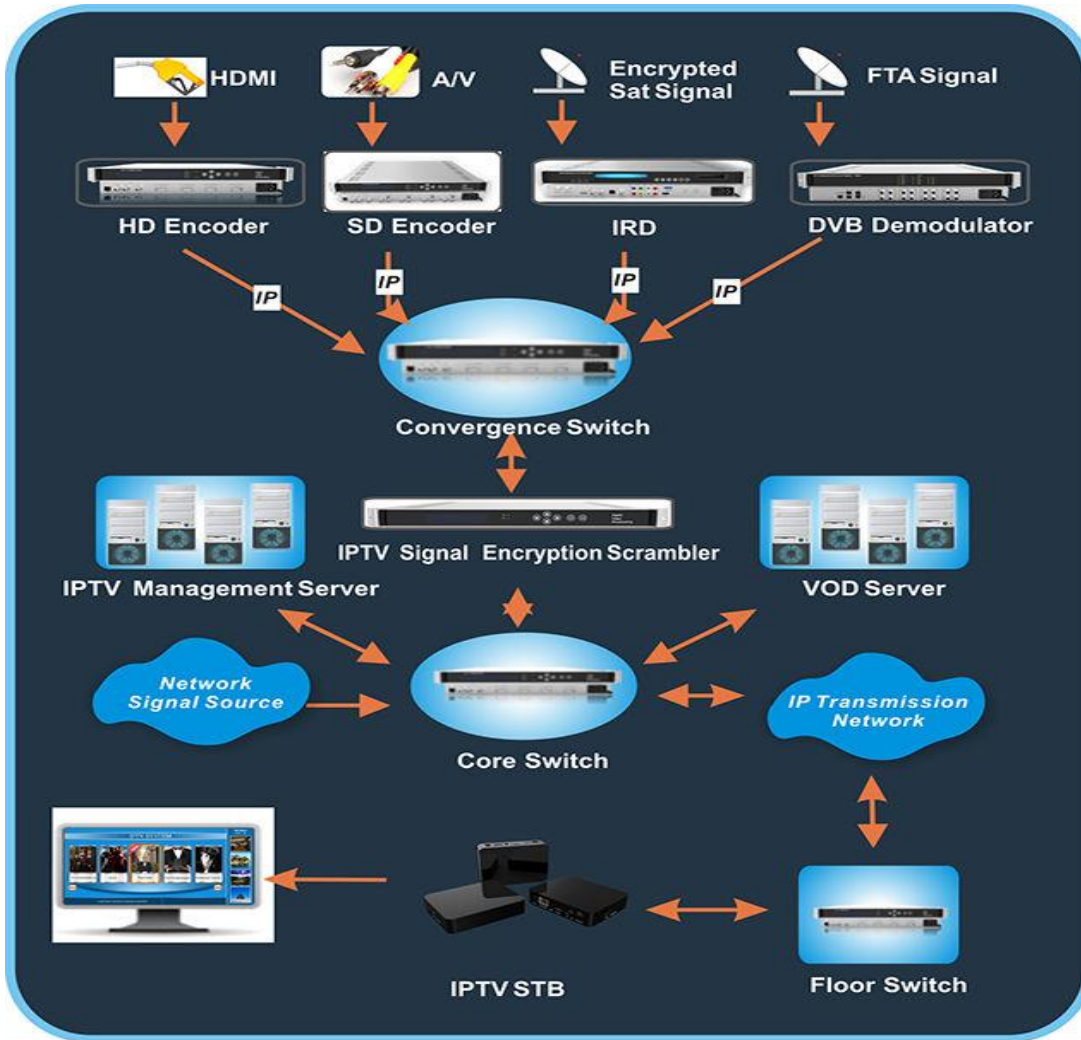 HDMI
A/V
Encrypted
Sat Signal
FTA Signal
HD Encoder
SD Encoder
IRD
DVB Demodulator
IP
IP
IP
IP
Convergence Switch
IPTV Signal Encryption Scrambler
IPTV Management Server
VOD Server
Network
Signal Source
IP Transmission
Network
Core Switch
IPTV SYSTEM
IPTV STB
Floor Switch